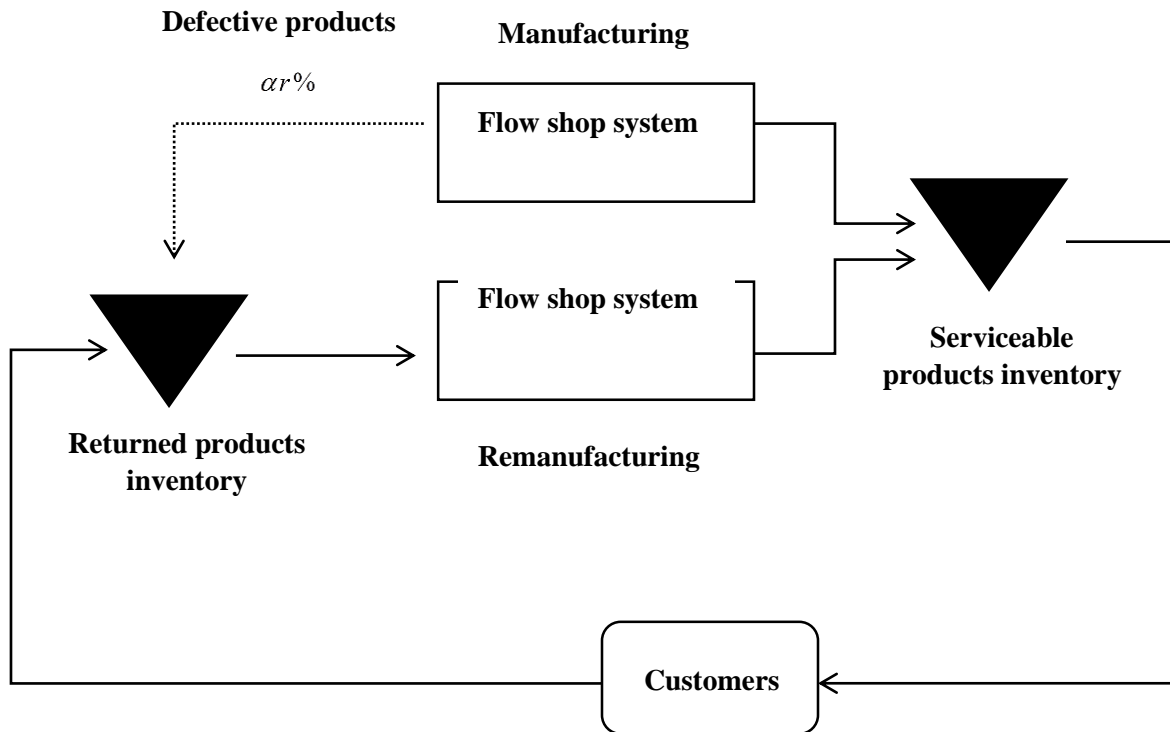 Defective products
Manufacturing
αr%
Flow shop system
Flow shop system
Serviceable
products inventory
Returned products
inventory
Remanufacturing
Customers